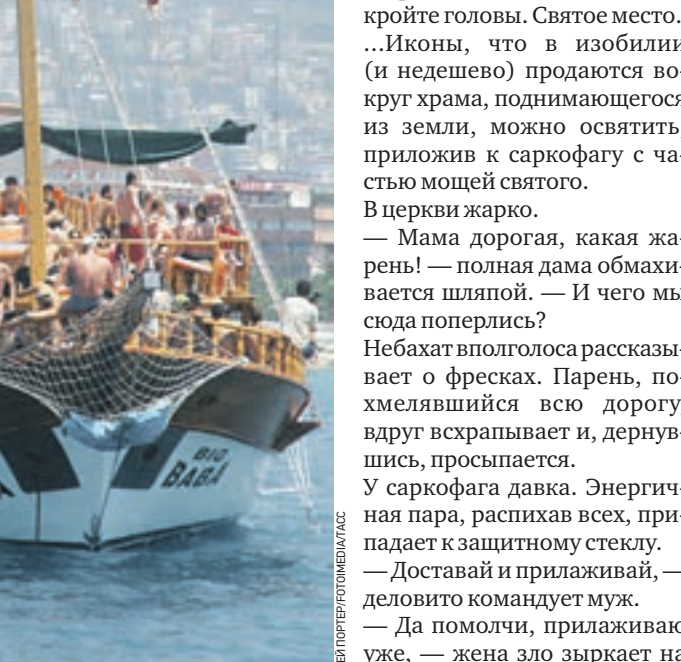 BIG
BABA
ЕЙ ПОРТЕР/FOTOIMEDIA/ТАСС
кройте головы. Святое место.
…Иконы, что в изобилии
(и недешево) продаются во-
круг храма, поднимающегося
из земли, можно освятить,
приложив к саркофагу с ча-
стью мощей святого.
В церкви жарко.
— Мама дорогая, какая жа-
рень! — полная дама обмахи-
вается шляпой. — И чего мы
сюда поперлись?
Небахат вполголоса рассказы-
вает о фресках. Парень, по-
хмелявшийся всю дорогу,
вдруг всхрапывает и, дернув-
шись, просыпается.
У саркофага давка. Энергич-
ная пара, распихав всех, при-
падает к защитному стеклу.
— Доставай и прилаживай, —
деловито командует муж.
— Да помолчи, прилаживаю
уже, — жена зло зыркает на